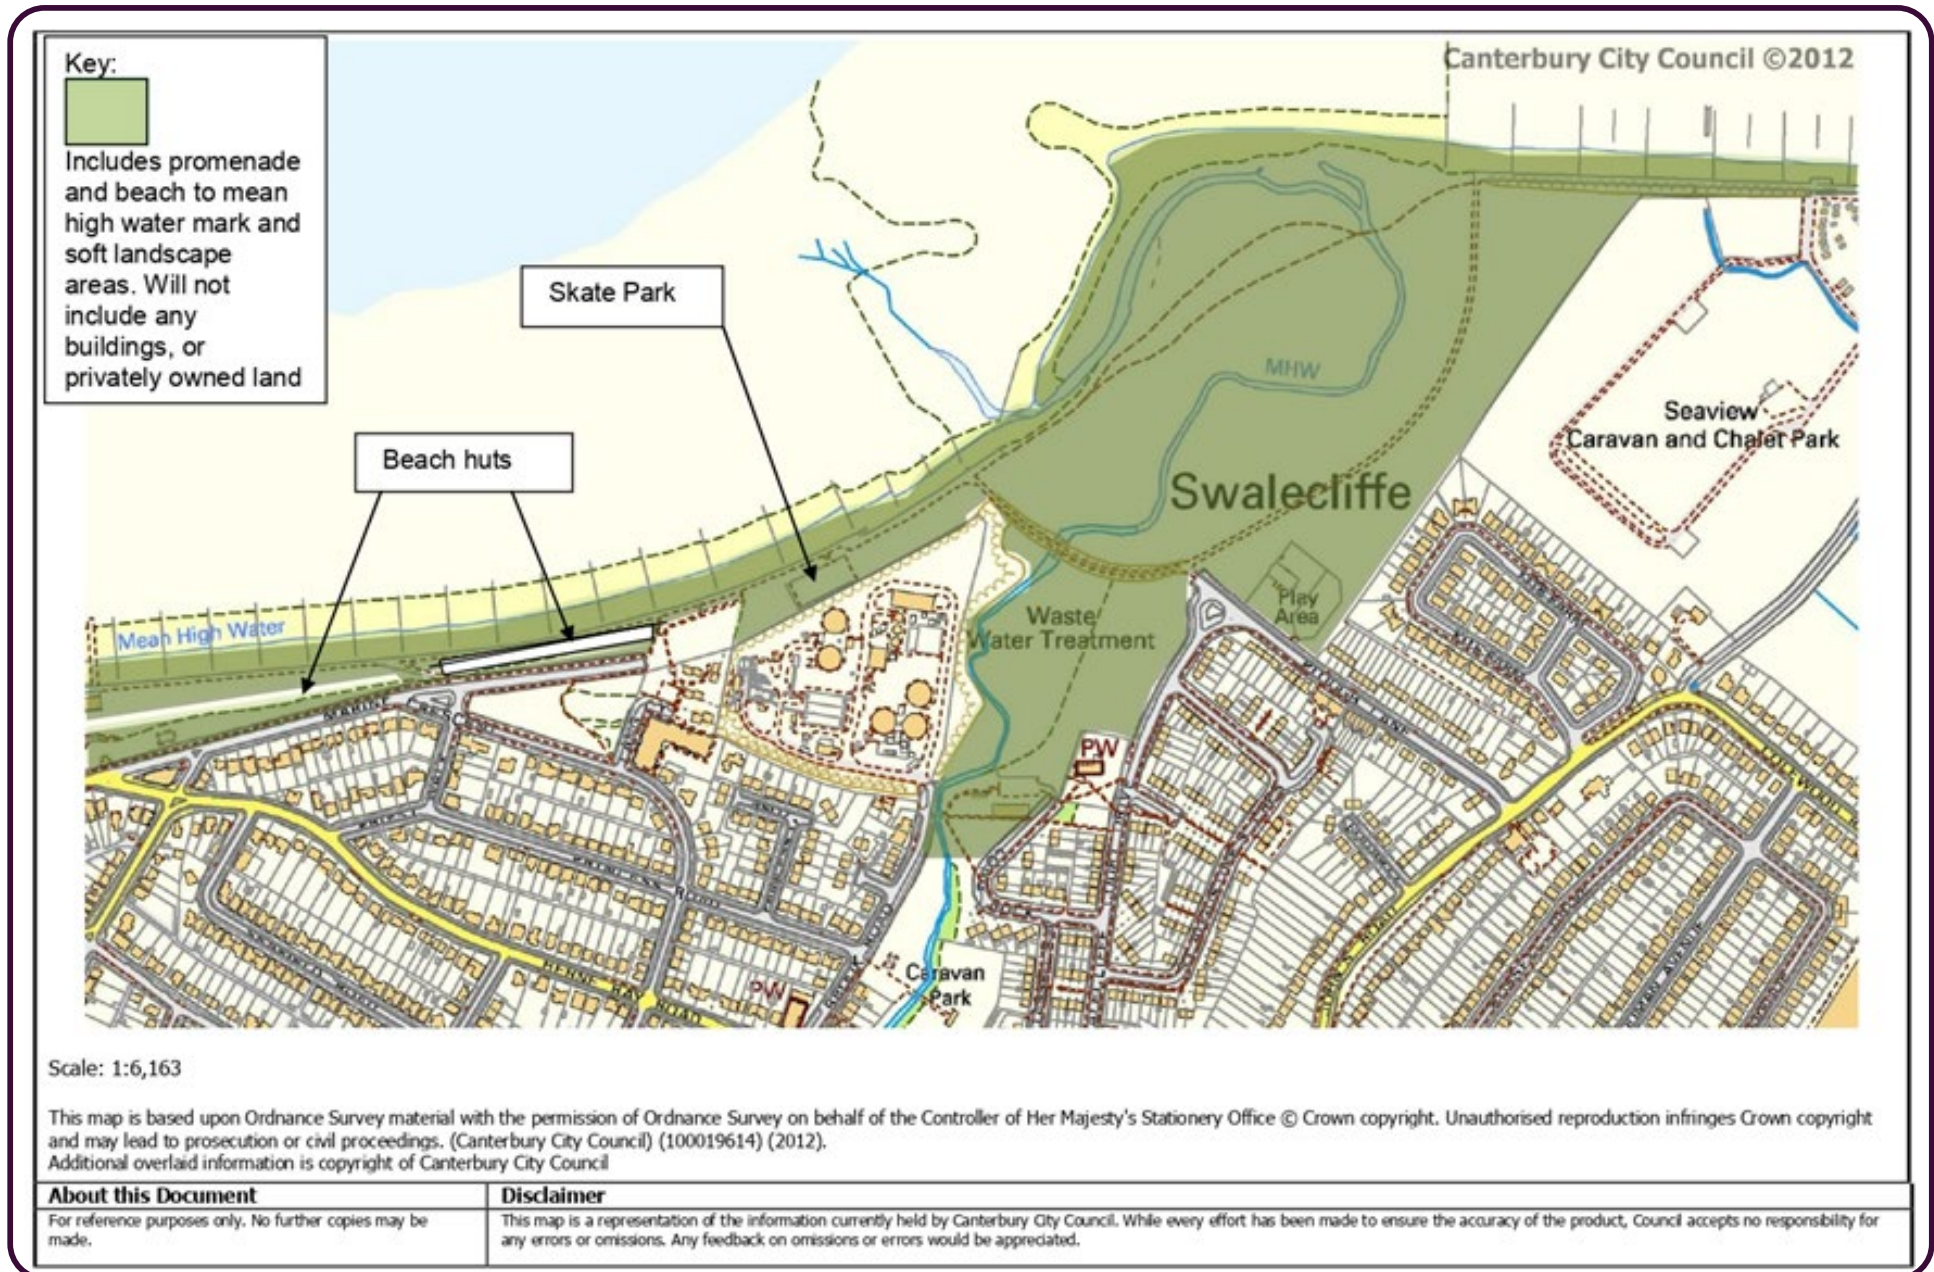 Canterbury City Council ©2012
Key:
Includes promenade
and beach to mean
high water mark and
soft landscape
areas. Will not
include any
buildings, or
privately owned land
Skate Park
Beach huts
MHW
Seaview
Caravan and Chalet Park
Swalecliffe
Play
Area
Waste
Water Treatment
Mean High Water
PW
Caravan
Park
PW
HERNE BAY ROAD
Scale: 1:6,163
This map is based upon Ordnance Survey material with the permission of Ordnance Survey on behalf of the Controller of Her Majesty's Stationery Office © Crown copyright. Unauthorised reproduction infringes Crown copyright
and may lead to prosecution or civil proceedings. (Canterbury City Council) (100019614) (2012).
Additional overlaid information is copyright of Canterbury City Council
About this Document
For reference purposes only. No further copies may be
made.
Disclaimer
This map is a representation of the information currently held by Canterbury City Council. While every effort has been made to ensure the accuracy of the product, Council accepts no responsibility for
any errors or omissions. Any feedback on omissions or errors would be appreciated.